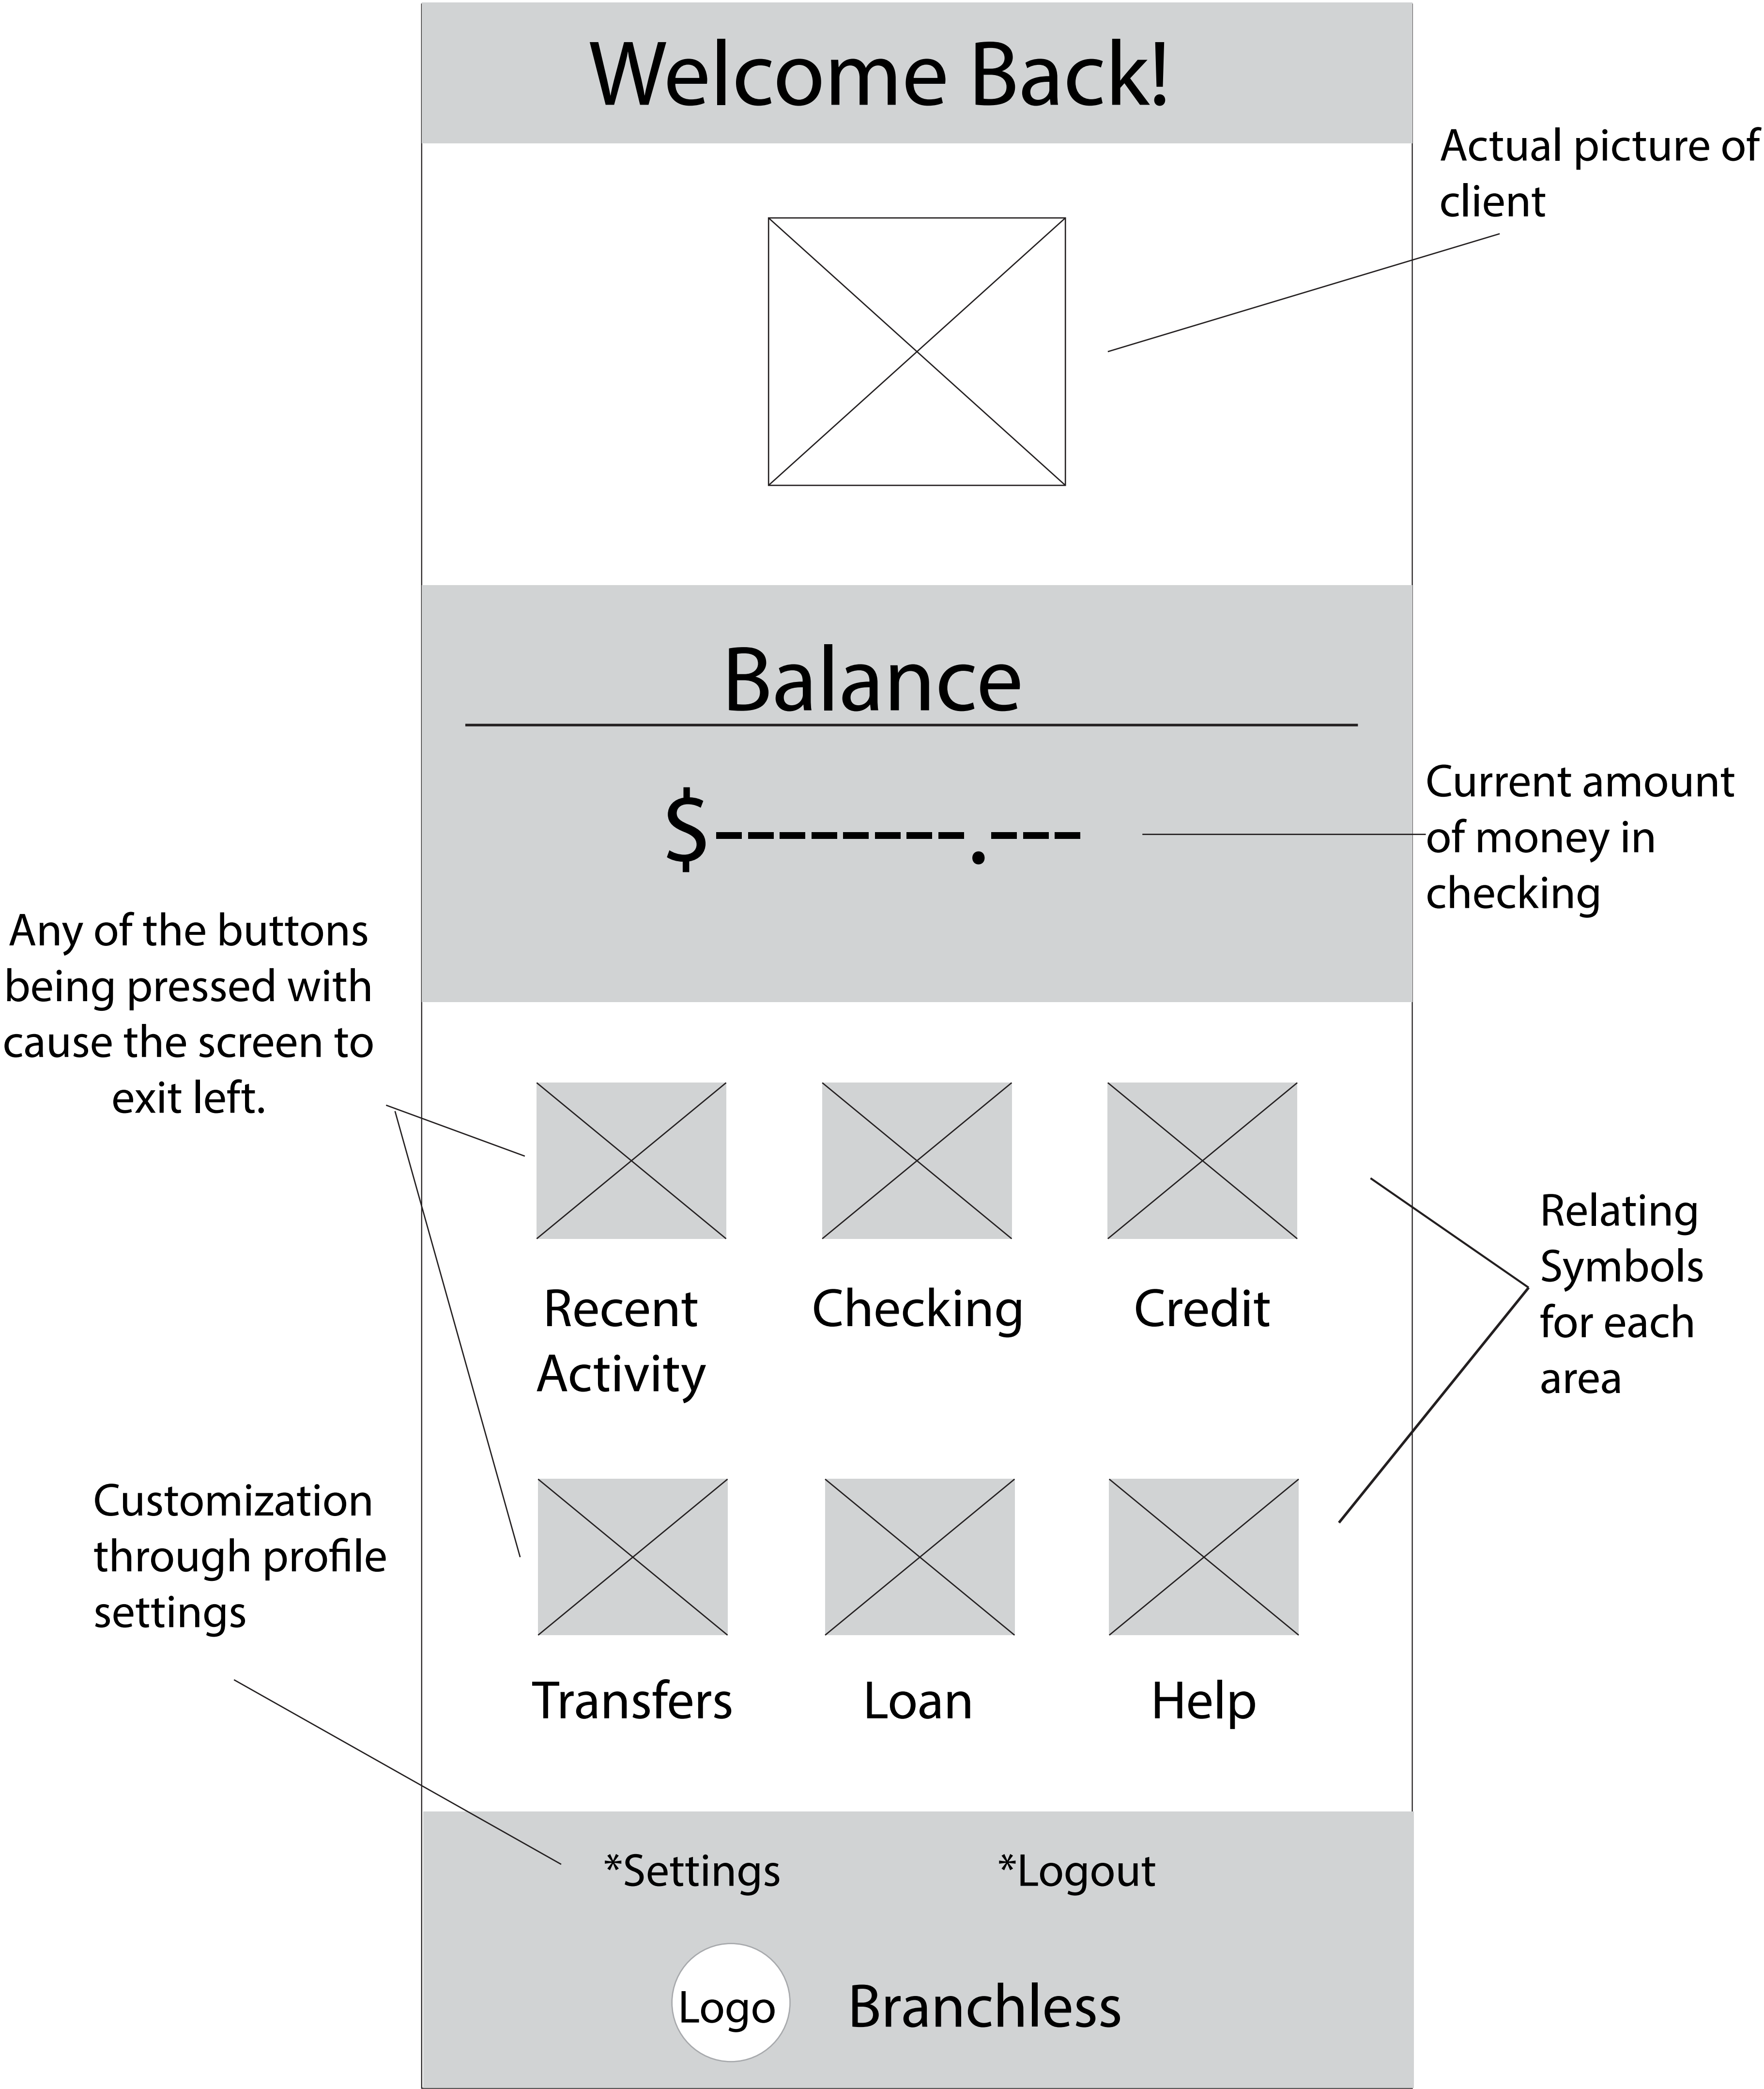 Welcome Back!
Actual picture of
client
Balance
$--------.---
Current amount
of money in
checking
Any of the buttons
being pressed with
cause the screen to
exit left.
Recent
Activity
Checking
Credit
Relating
Symbols
for each
area
Customization
through profile
settings
Transfers
Loan
Help
*Settings
*Logout
Logo
Branchless